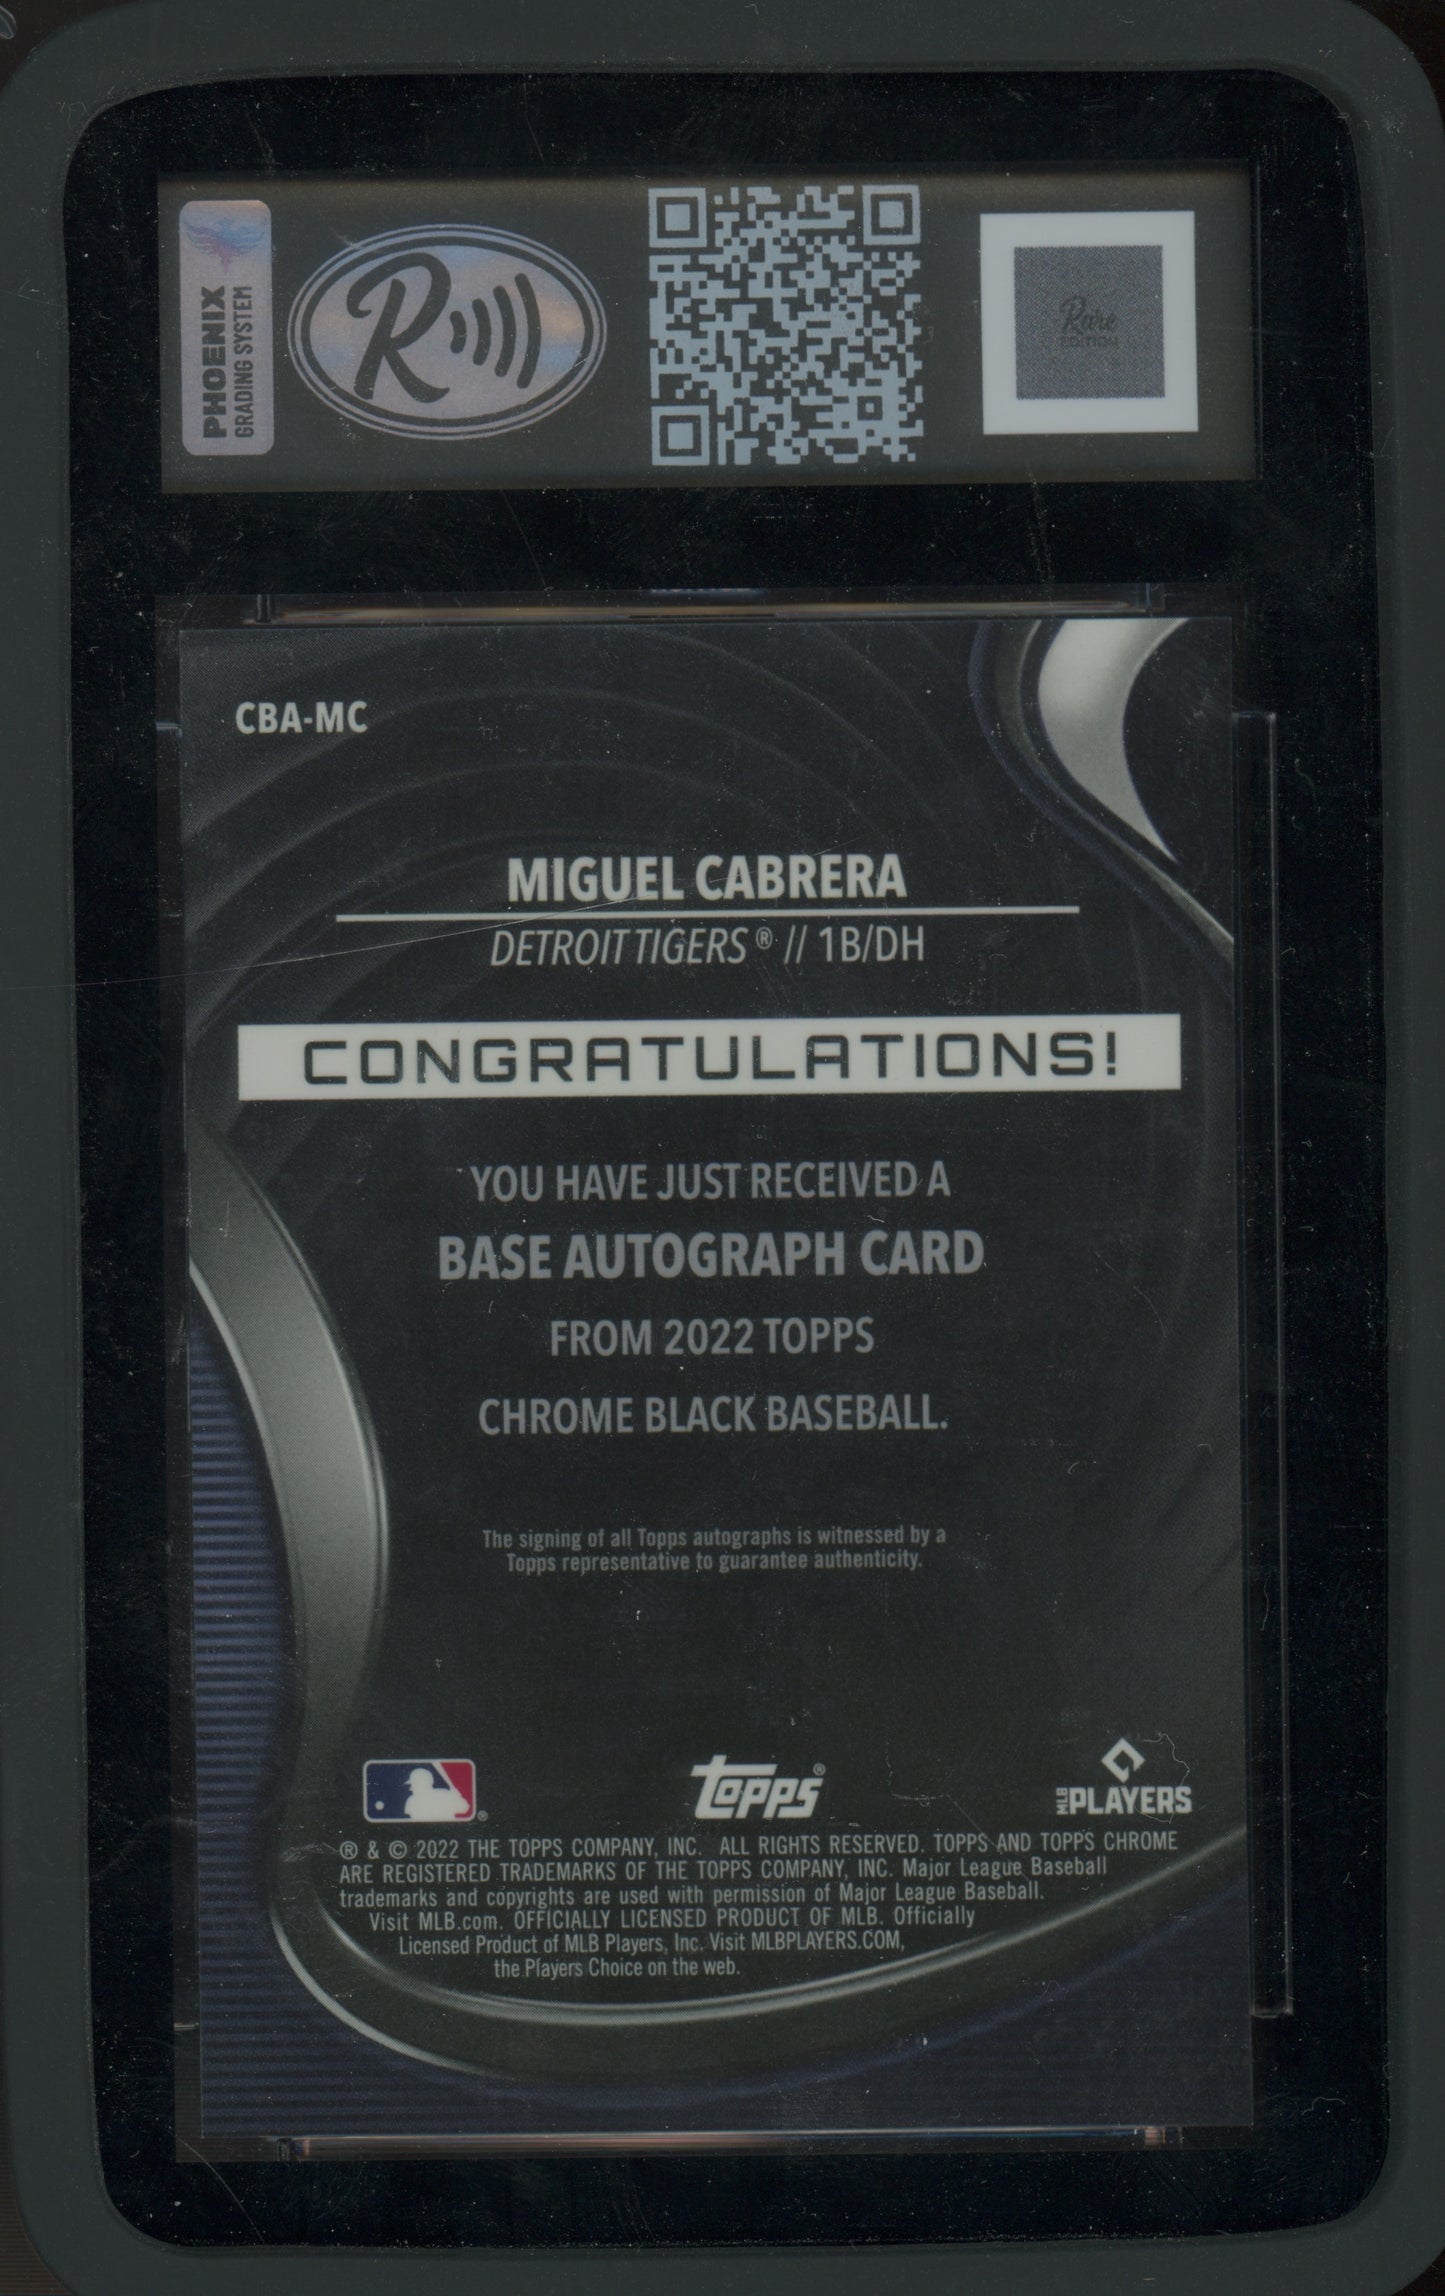 PHOENIX
GRADING SYSTEM
R
Rare
EDITION
CBA-MC
MIGUEL CABRERA
DETROIT TIGERS® // 1B/DH
CONGRATULATIONS!
YOU HAVE JUST RECEIVED A
BASE AUTOGRAPH CARD
FROM 2022 TOPPS
CHROME BLACK BASEBALL.
The signing of all Topps autographs is witnessed by a
Topps representative to guarantee authenticity.
®
Topps®
MLB PLAYERS
® & © 2022 THE TOPPS COMPANY, INC. ALL RIGHTS RESERVED. TOPPS AND TOPPS CHROME
ARE REGISTERED TRADEMARKS OF THE TOPPS COMPANY, INC. Major League Baseball
trademarks and copyrights are used with permission of Major League Baseball.
Visit MLB.com. OFFICIALLY LICENSED PRODUCT OF MLB. Officially
Licensed Product of MLB Players, Inc. Visit MLBPLAYERS.COM,
the Players Choice on the web.